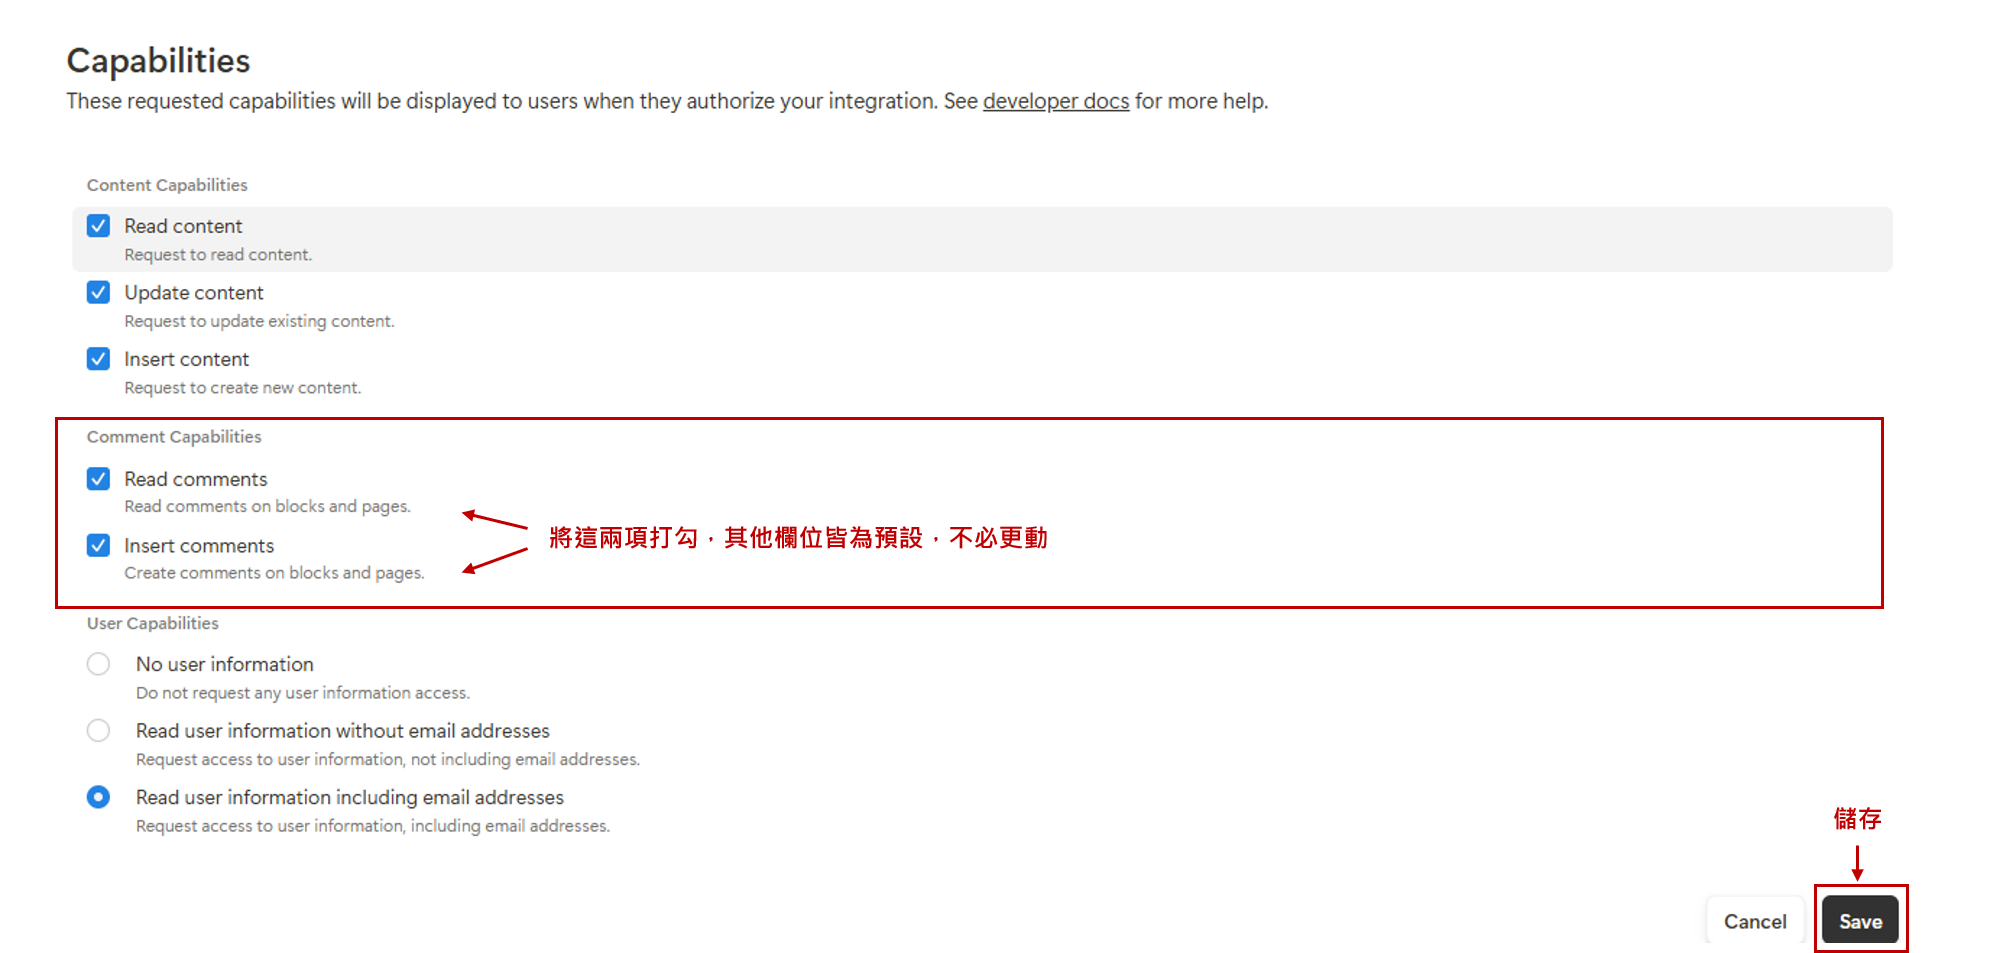 Capabilities
These requested capabilities will be displayed to users when they authorize your integration. See developer docs for more help.
Content Capabilities
Read content
Request to read content.
Update content
Request to update existing content.
Insert content
Request to create new content.
Comment Capabilities
Read comments
Read comments on blocks and pages.
將這兩項打勾，其他欄位皆為預設，不必更動
Insert comments
Create comments on blocks and pages.
User Capabilities
No user information
Do not request any user information access.
Read user information without email addresses
Request access to user information, not including email addresses.
Read user information including email addresses
Request access to user information, including email addresses.
儲存
Cancel
Save